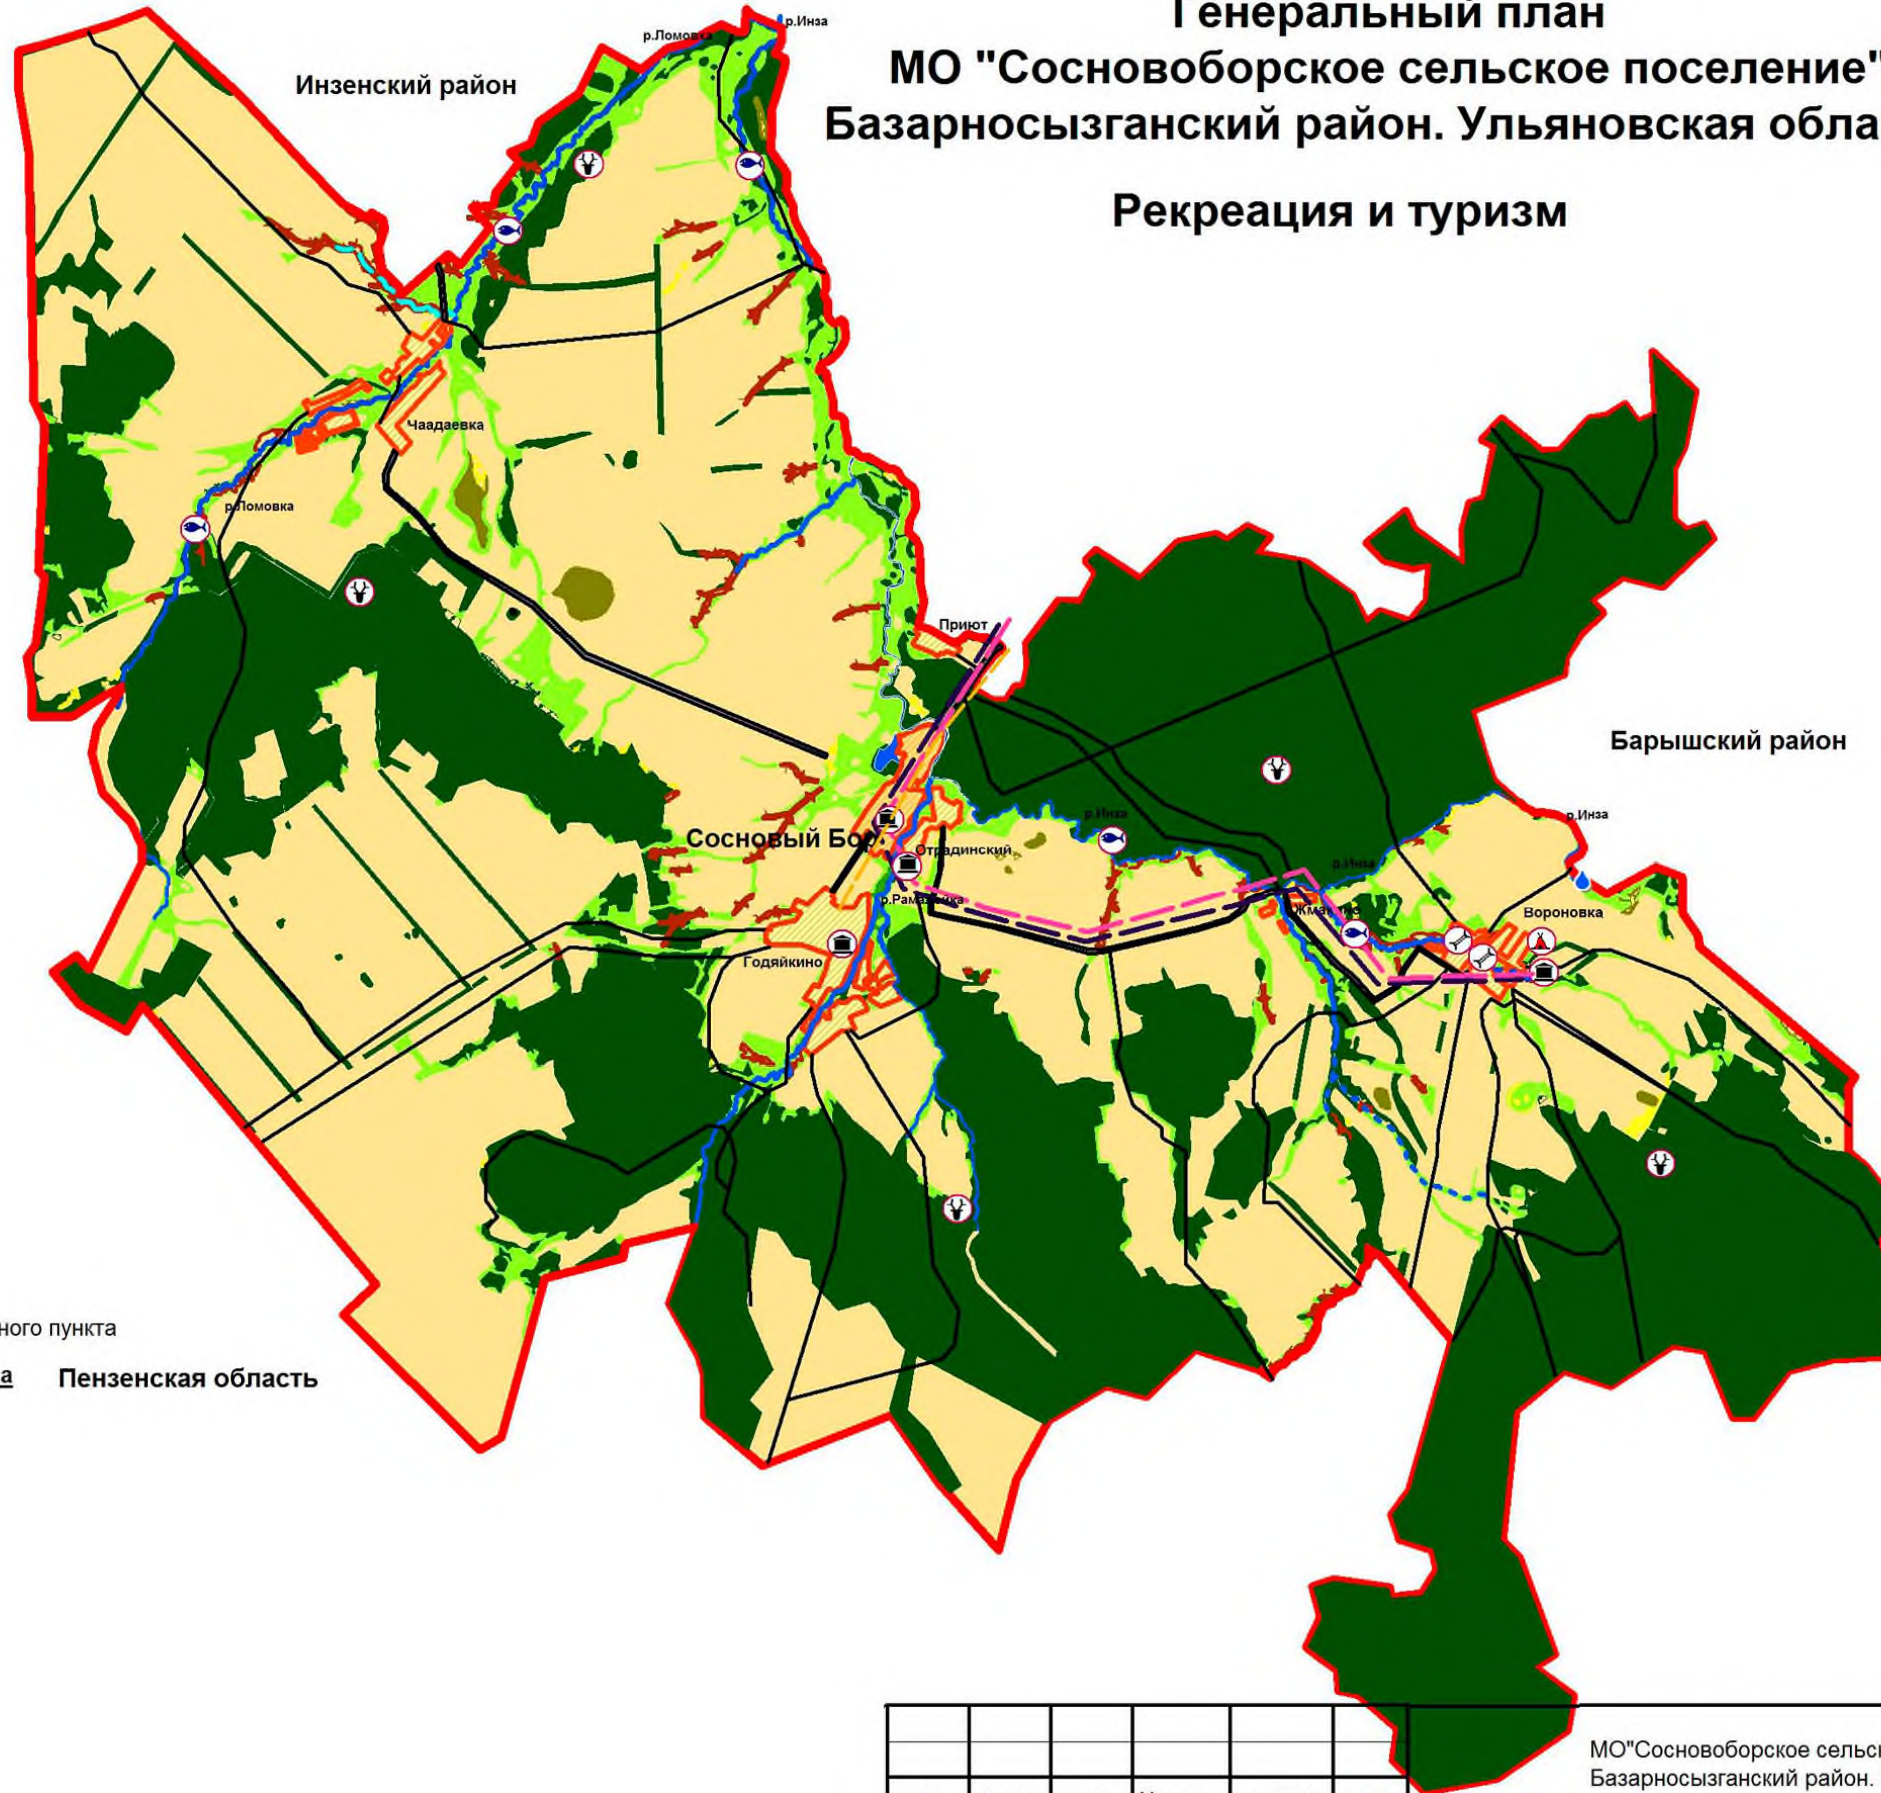 Генеральный план
МО "Сосновоборское сельское поселение"
Базарносызганский район. Ульяновская обла
Рекреация и туризм
р.Инза
р.Ломовка
Инзенский район
Чаадаевка
р.Ломовка
Приют
Барышский район
р.Инза
р.Инза
Сосновый Бор
Отрадинский
р.Инза
р.Рамазейка
Жмакино
Вороновка
Годяйкино
ного пункта
а Пензенская область
МО"Сосновоборское сельс
Базарносызганский район.